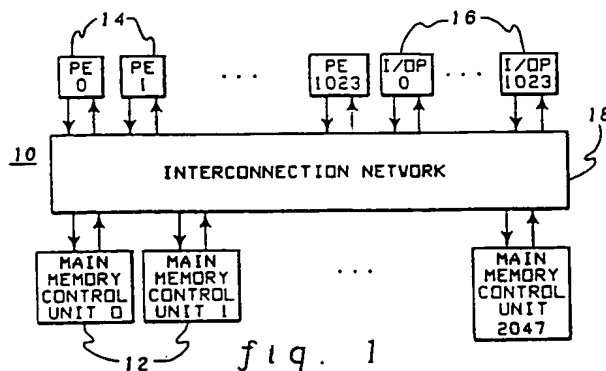 14
16
PE
0
PE
1
...
PE
1023
I/OP
0
...
I/OP
1023
10
INTERCONNECTION NETWORK
18
MAIN
MEMORY
CONTROL
UNIT 0
MAIN
MEMORY
CONTROL
UNIT 1
...
MAIN
MEMORY
CONTROL
UNIT
2047
12
fig. 1